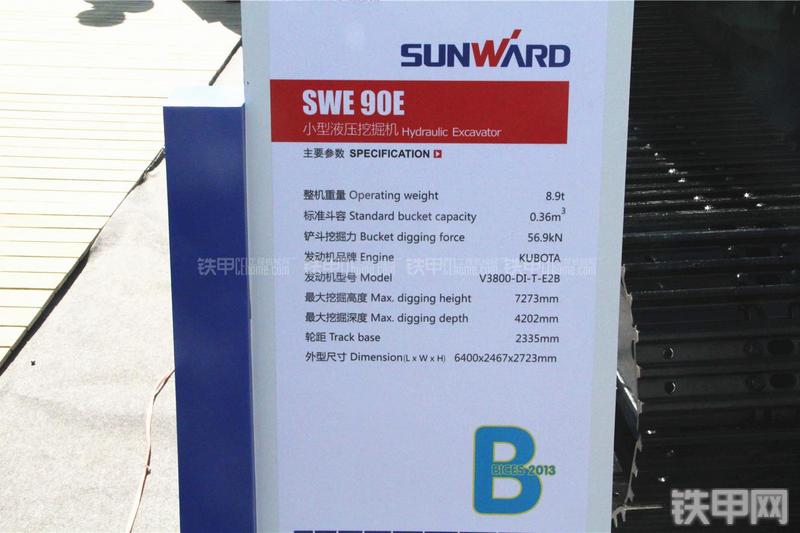 SUNWARD
SWE 90E
小型液压挖掘机 Hydraulic Excavator
主要参数 SPECIFICATION
整机重量 Operating weight 8.9t
标准斗容 Standard bucket capacity 0.36m³
铲斗挖掘力 Bucket digging force 56.9kN
发动机品牌 Engine KUBOTA
发动机型号 Model V3800-DI-T-E2B
最大挖掘高度 Max. digging height 7273mm
最大挖掘深度 Max. digging depth 4202mm
轮距 Track base 2335mm
外型尺寸 Dimension(L x W x H) 6400x2467x2723mm
B
BICES 2013
铁甲网